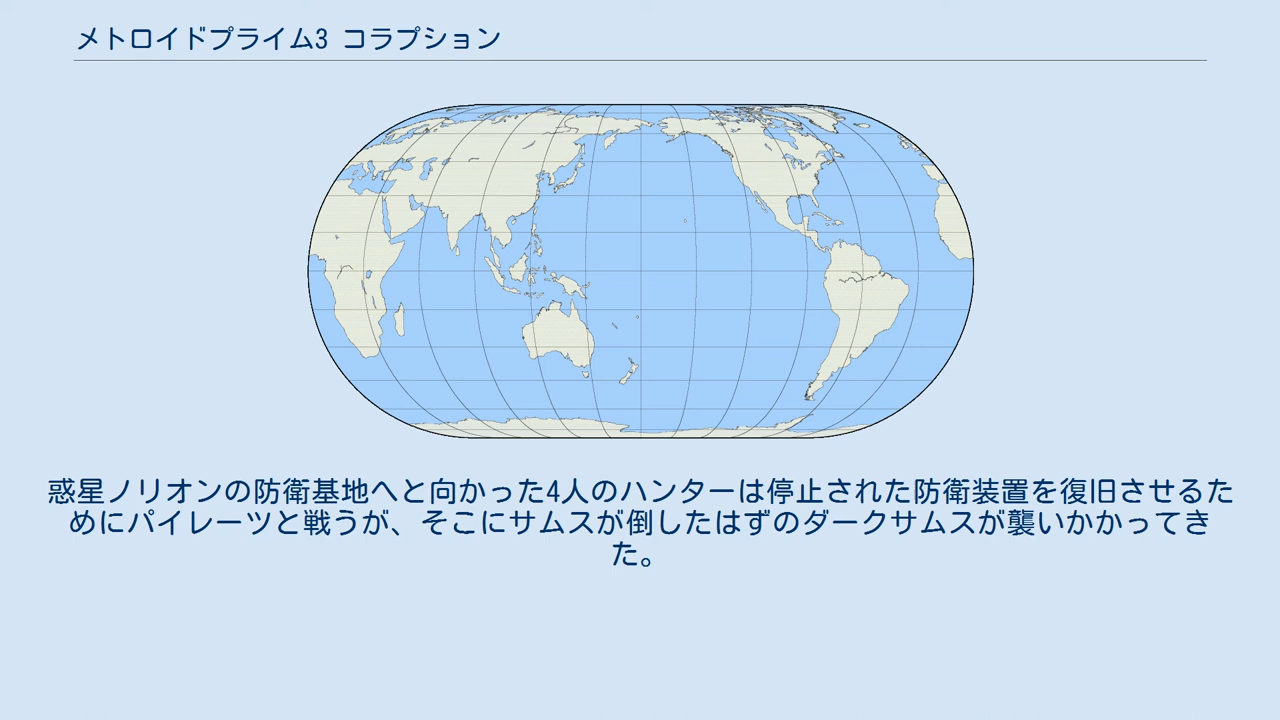 メトロイドプライム3 コラプション
惑星ノリオンの防衛基地へと向かった4人のハンターは停止された防衛装置を復旧させるた
めにパイレーツと戦うが、そこにサムスが倒したはずのダークサムスが襲いかかってき
た。